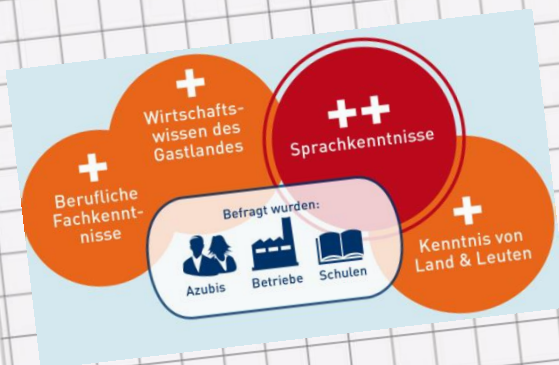 ++
Sprachkenntnisse
+
Wirtschafts-
wissen des
Gastlandes
+
Berufliche
Fachkennt-
nisse
+
Kenntnis von
Land & Leuten
Befragt wurden:
Azubis
Betriebe
Schulen